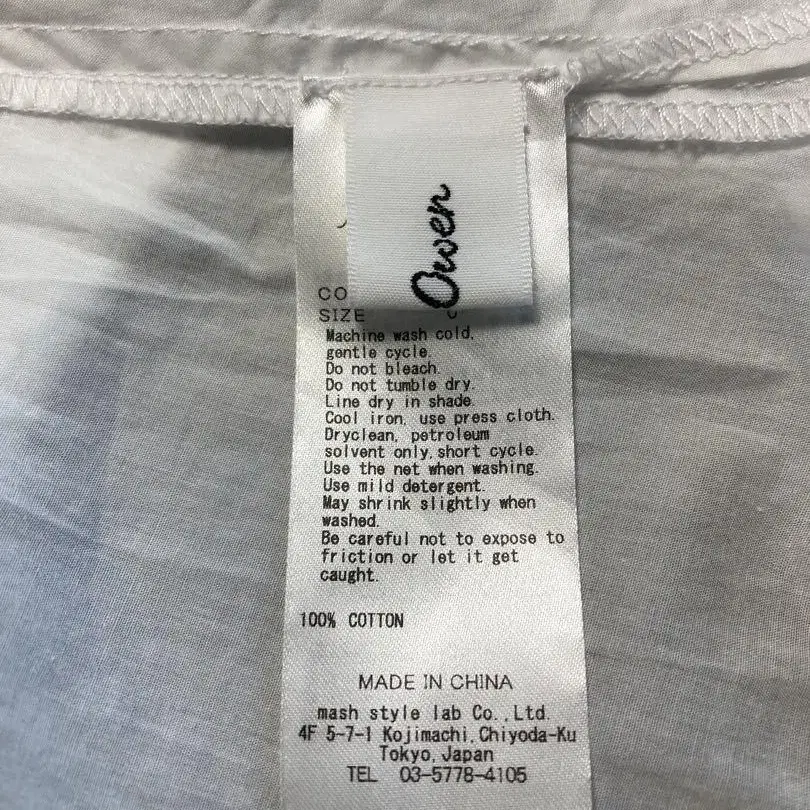 Owen
CO
SIZE
Machine wash cold,
gentle cycle.
Do not bleach.
Do not tumble dry.
Line dry in shade.
Cool iron, use press cloth.
Dryclean, petroleum
solvent only, short cycle.
Use the net when washing.
Use mild detergent.
May shrink slightly when
washed.
Be careful not to expose to
friction or let it get
caught.
100% COTTON
MADE IN CHINA
mash style lab Co.,Ltd.
4F 5-7-1 Kojimachi,Chiyoda-Ku
Tokyo,Japan
TEL 03-5778-4105